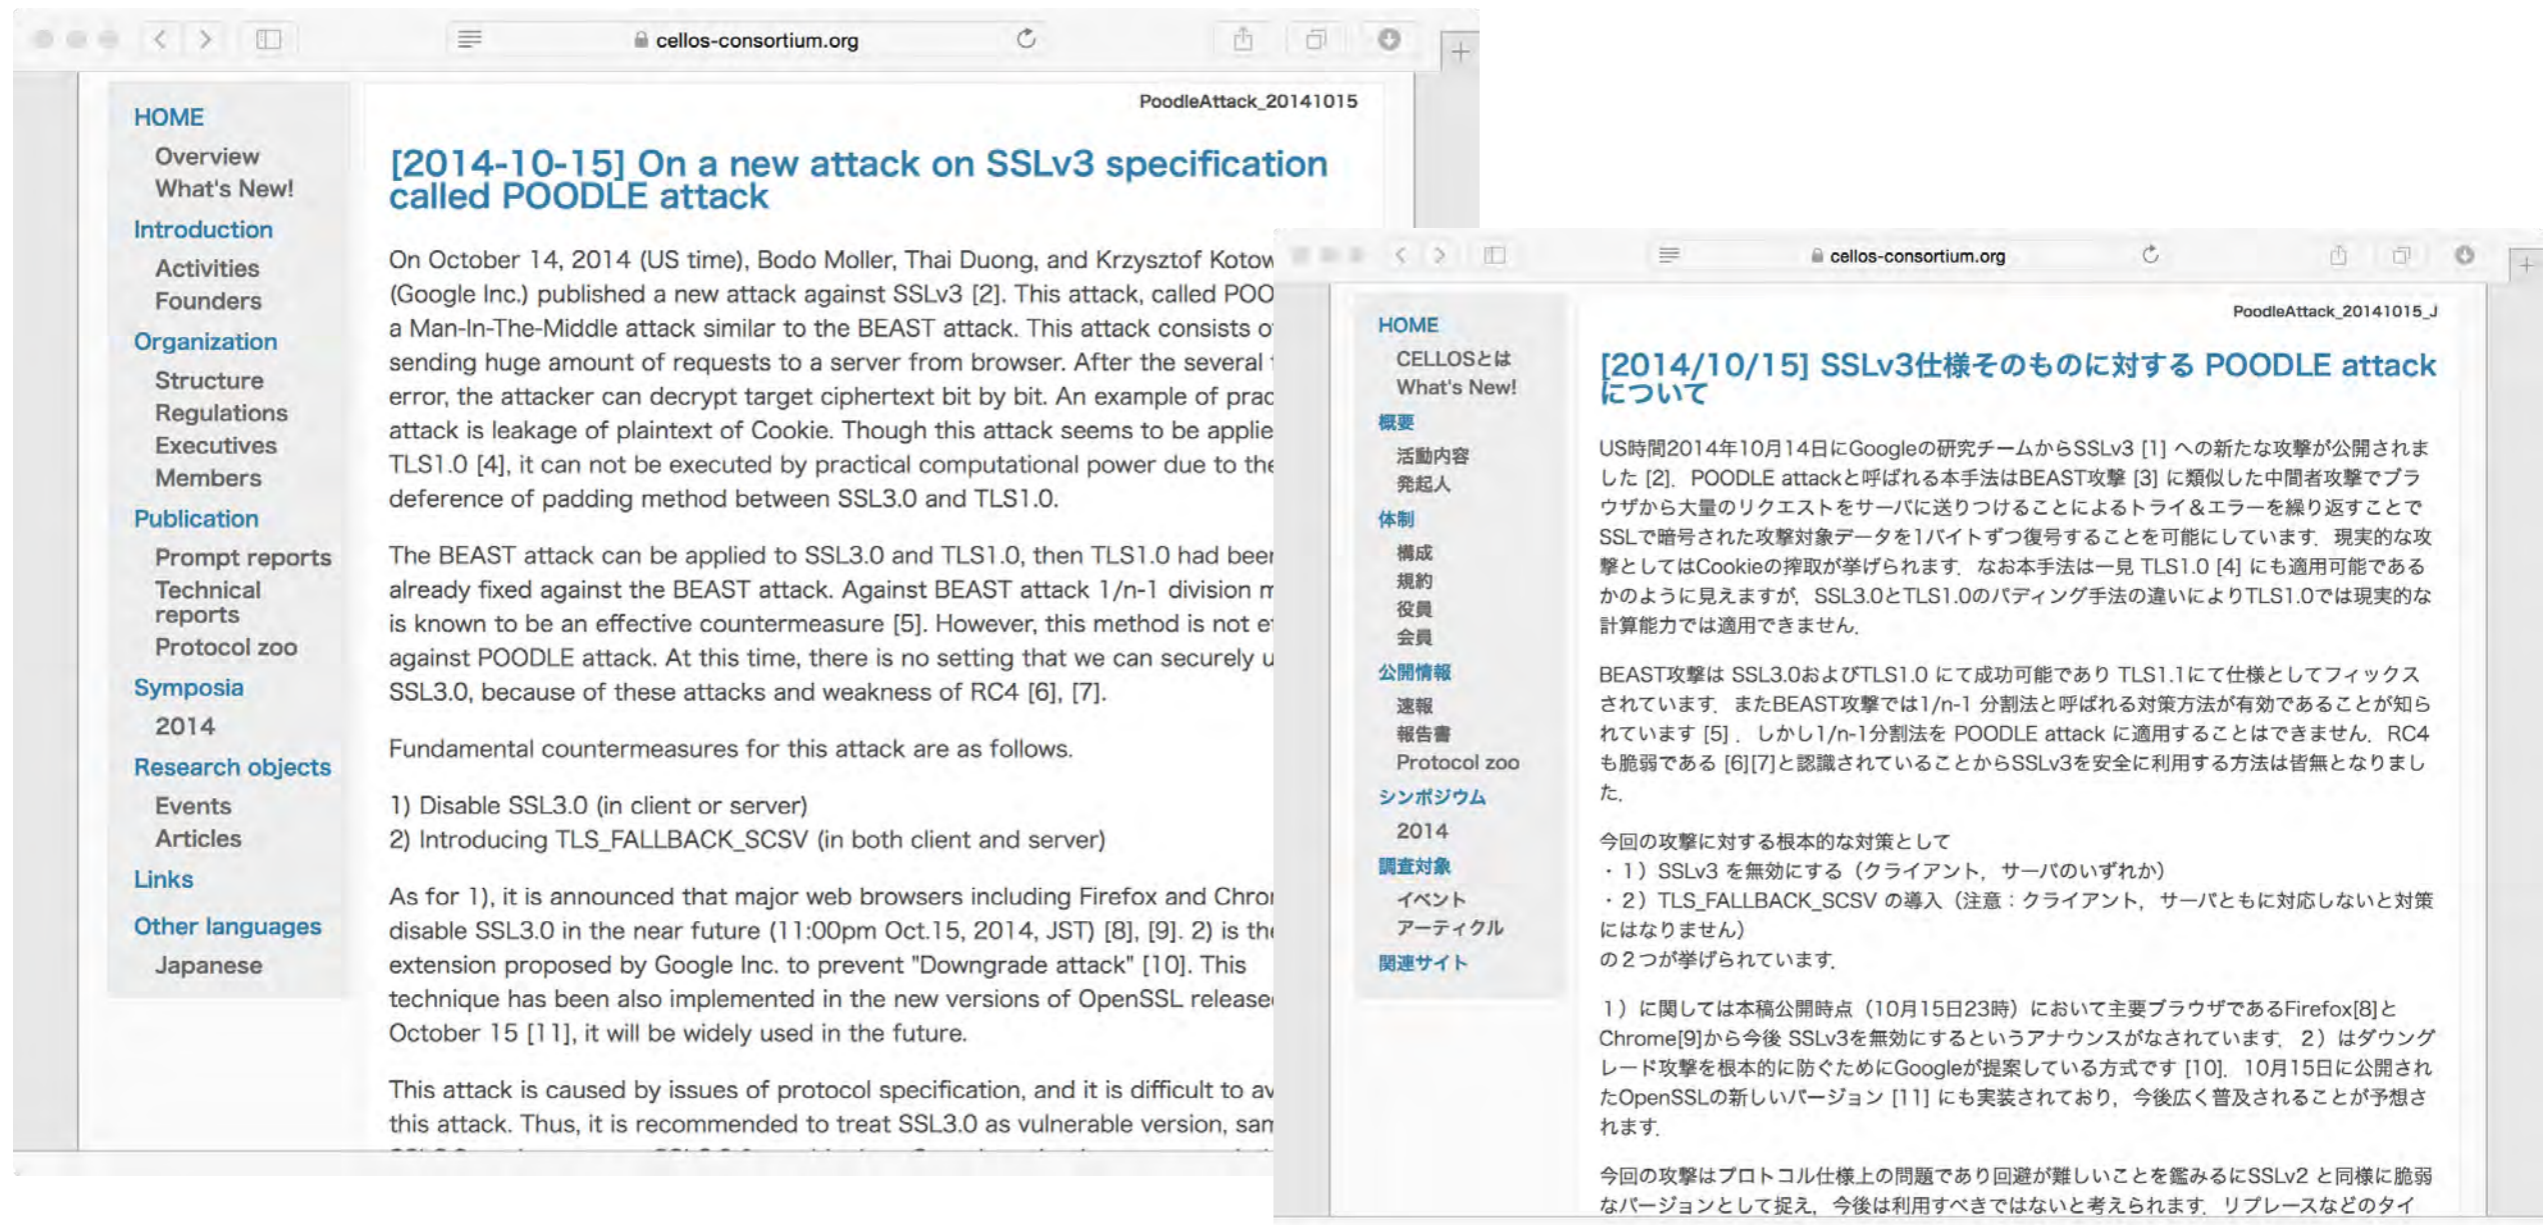 cellos-consortium.org
PoodleAttack_20141015
HOME
Overview
What's New!
Introduction
Activities
Founders
Organization
Structure
Regulations
Executives
Members
Publication
Prompt reports
Technical
reports
Protocol zoo
Symposia
2014
Research objects
Events
Articles
Links
Other languages
Japanese
[2014-10-15] On a new attack on SSLv3 specification
called POODLE attack
On October 14, 2014 (US time), Bodo Moller, Thai Duong, and Krzysztof Kotow
(Google Inc.) published a new attack against SSLv3 [2]. This attack, called POO
a Man-In-The-Middle attack similar to the BEAST attack. This attack consists o
sending huge amount of requests to a server from browser. After the several
error, the attacker can decrypt target ciphertext bit by bit. An example of prac
attack is leakage of plaintext of Cookie. Though this attack seems to be applie
TLS1.0 [4], it can not be executed by practical computational power due to the
deference of padding method between SSL3.0 and TLS1.0.
The BEAST attack can be applied to SSL3.0 and TLS1.0, then TLS1.0 had been
already fixed against the BEAST attack. Against BEAST attack 1/n-1 division m
is known to be an effective countermeasure [5]. However, this method is not e
against POODLE attack. At this time, there is no setting that we can securely u
SSL3.0, because of these attacks and weakness of RC4 [6], [7].
Fundamental countermeasures for this attack are as follows.
1) Disable SSL3.0 (in client or server)
2) Introducing TLS_FALLBACK_SCSV (in both client and server)
As for 1), it is announced that major web browsers including Firefox and Chro
disable SSL3.0 in the near future (11:00pm Oct.15, 2014, JST) [8], [9]. 2) is the
extension proposed by Google Inc. to prevent "Downgrade attack" [10]. This
technique has been also implemented in the new versions of OpenSSL release
October 15 [11], it will be widely used in the future.
This attack is caused by issues of protocol specification, and it is difficult to av
this attack. Thus, it is recommended to treat SSL3.0 as vulnerable version, sam
cellos-consortium.org
PoodleAttack_20141015_J
HOME
CELLOSとは
What's New!
概要
活動内容
発起人
体制
構成
規約
役員
会員
公開情報
速報
報告書
Protocol zoo
シンポジウム
2014
調査対象
イベント
アーティクル
関連サイト
[2014/10/15] SSLv3仕様そのものに対する POODLE attack
について
US時間2014年10月14日にGoogleの研究チームからSSLv3 [1] への新たな攻撃が公開されま
した [2]．POODLE attackと呼ばれる本手法はBEAST攻撃 [3] に類似した中間者攻撃でブラ
ウザから大量のリクエストをサーバに送りつけることによるトライ＆エラーを繰り返すことで
SSLで暗号された攻撃対象データを1バイトずつ復号することを可能にしています．現実的な攻
撃としてはCookieの搾取が挙げられます．なお本手法は一見 TLS1.0 [4] にも適用可能である
かのように見えますが，SSL3.0とTLS1.0のパディング手法の違いによりTLS1.0では現実的な
計算能力では適用できません．
BEAST攻撃は SSL3.0およびTLS1.0 にて成功可能であり TLS1.1にて仕様としてフィックス
されています．またBEAST攻撃では1/n-1 分割法と呼ばれる対策方法が有効であることが知ら
れています [5]．しかし1/n-1分割法を POODLE attack に適用することはできません．RC4
も脆弱である [6][7]と認識されていることからSSLv3を安全に利用する方法は皆無となりまし
た．
今回の攻撃に対する根本的な対策として
・１）SSLv3 を無効にする（クライアント，サーバのいずれか）
・２）TLS_FALLBACK_SCSV の導入（注意：クライアント，サーバともに対応しないと対策
にはなりません）
の２つが挙げられています．
１）に関しては本稿公開時点（10月15日23時）において主要ブラウザであるFirefox[8]と
Chrome[9]から今後 SSLv3を無効にするというアナウンスがなされています．２）はダウング
レード攻撃を根本的に防ぐためにGoogleが提案している方式です [10]．10月15日に公開され
たOpenSSLの新しいバージョン [11] にも実装されており，今後広く普及されることが予想さ
れます．
今回の攻撃はプロトコル仕様上の問題であり回避が難しいことを鑑みるにSSLv2 と同様に脆弱
なバージョンとして捉え，今後は利用すべきではないと考えられます．リプレースなどのタイ